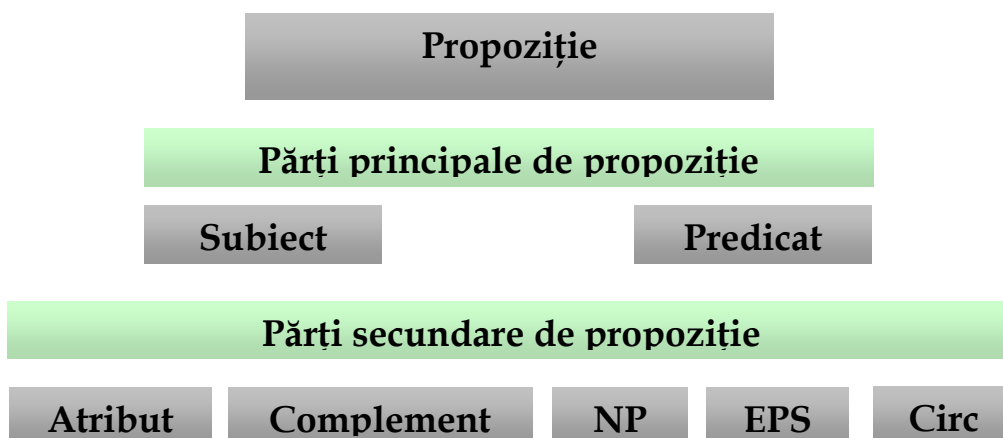 Propoziție
Părți principale de propoziție
Subiect Predicat
Părți secundare de propoziție
Atribut Complement NP EPS Circ